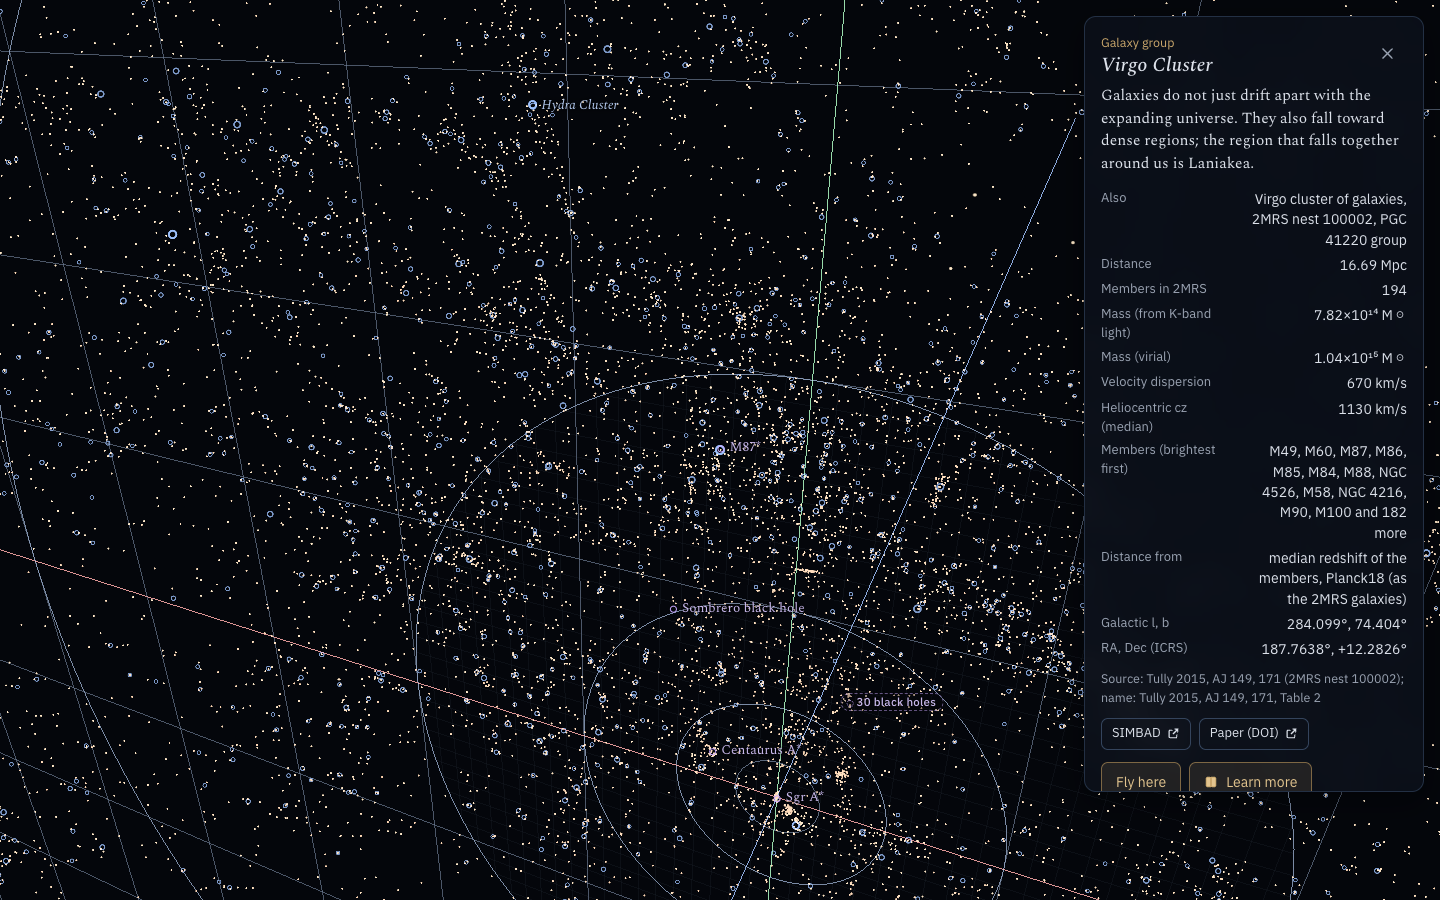 Galaxy group
Virgo Cluster
Galaxies do not just drift apart with the
expanding universe. They also fall toward
dense regions; the region that falls together
around us is Laniakea.
Also
Virgo cluster of galaxies,
2MRS nest 100002, PGC
41220 group
Distance
16.69 Mpc
Members in 2MRS
194
Mass (from K-band
light)
7.82×10¹⁴ M☉
Mass (virial)
1.04×10¹⁵ M☉
Velocity dispersion
670 km/s
Heliocentric cz
(median)
1130 km/s
Members (brightest
first)
M49, M60, M87, M86,
M85, M84, M88, NGC
4526, M58, NGC 4216,
M90, M100 and 182
more
Distance from
median redshift of the
members, Planck18 (as
the 2MRS galaxies)
Galactic l, b
284.099°, 74.404°
RA, Dec (ICRS)
187.7638°, +12.2826°
Source: Tully 2015, AJ 149, 171 (2MRS nest 100002);
name: Tully 2015, AJ 149, 171, Table 2
SIMBAD
Paper (DOI)
Fly here
Learn more
Hydra Cluster
M87*
Sombrero black hole
30 black holes
Centaurus A
Sgr A*